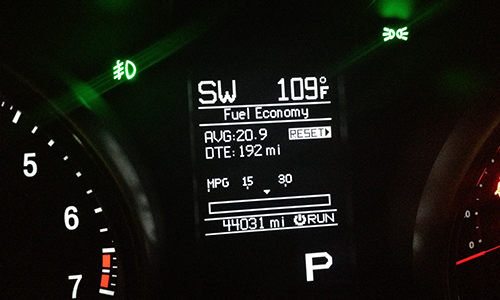 SW 109°F
Fuel Economy
AVG:20.9 RESET
DTE: 192 mi
MPG 15 30
44031 mi RUN
P
5
6
7
0